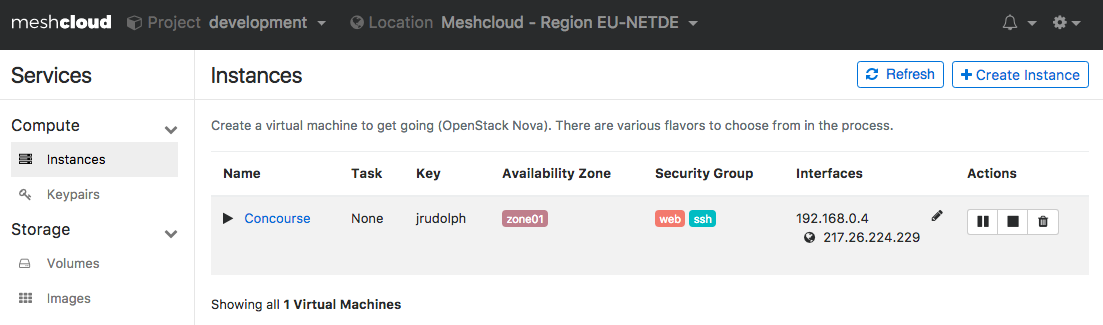 meshcloud Project development Location Meshcloud - Region EU-NETDE
Services
Instances
Refresh
Create Instance
Compute
Instances
Keypairs
Storage
Volumes
Images
Create a virtual machine to get going (OpenStack Nova). There are various flavors to choose from in the process.
Name Task Key Availability Zone Security Group Interfaces Actions
Concourse None jrudolph zone01 web ssh 192.168.0.4
217.26.224.229
Showing all 1 Virtual Machines